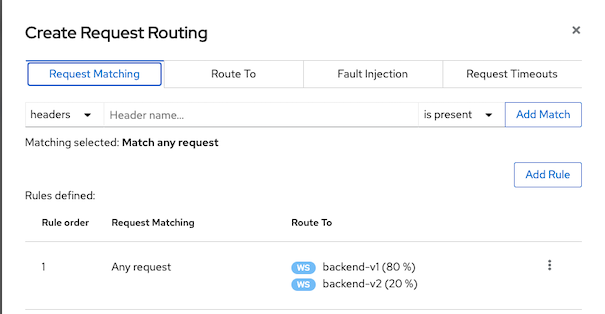 Create Request Routing
Request Matching Route To Fault Injection Request Timeouts
headers Header name... is present Add Match
Matching selected: Match any request
Add Rule
Rules defined:
Rule order Request Matching Route To
1 Any request WS backend-v1 (80 %)
WS backend-v2 (20 %)